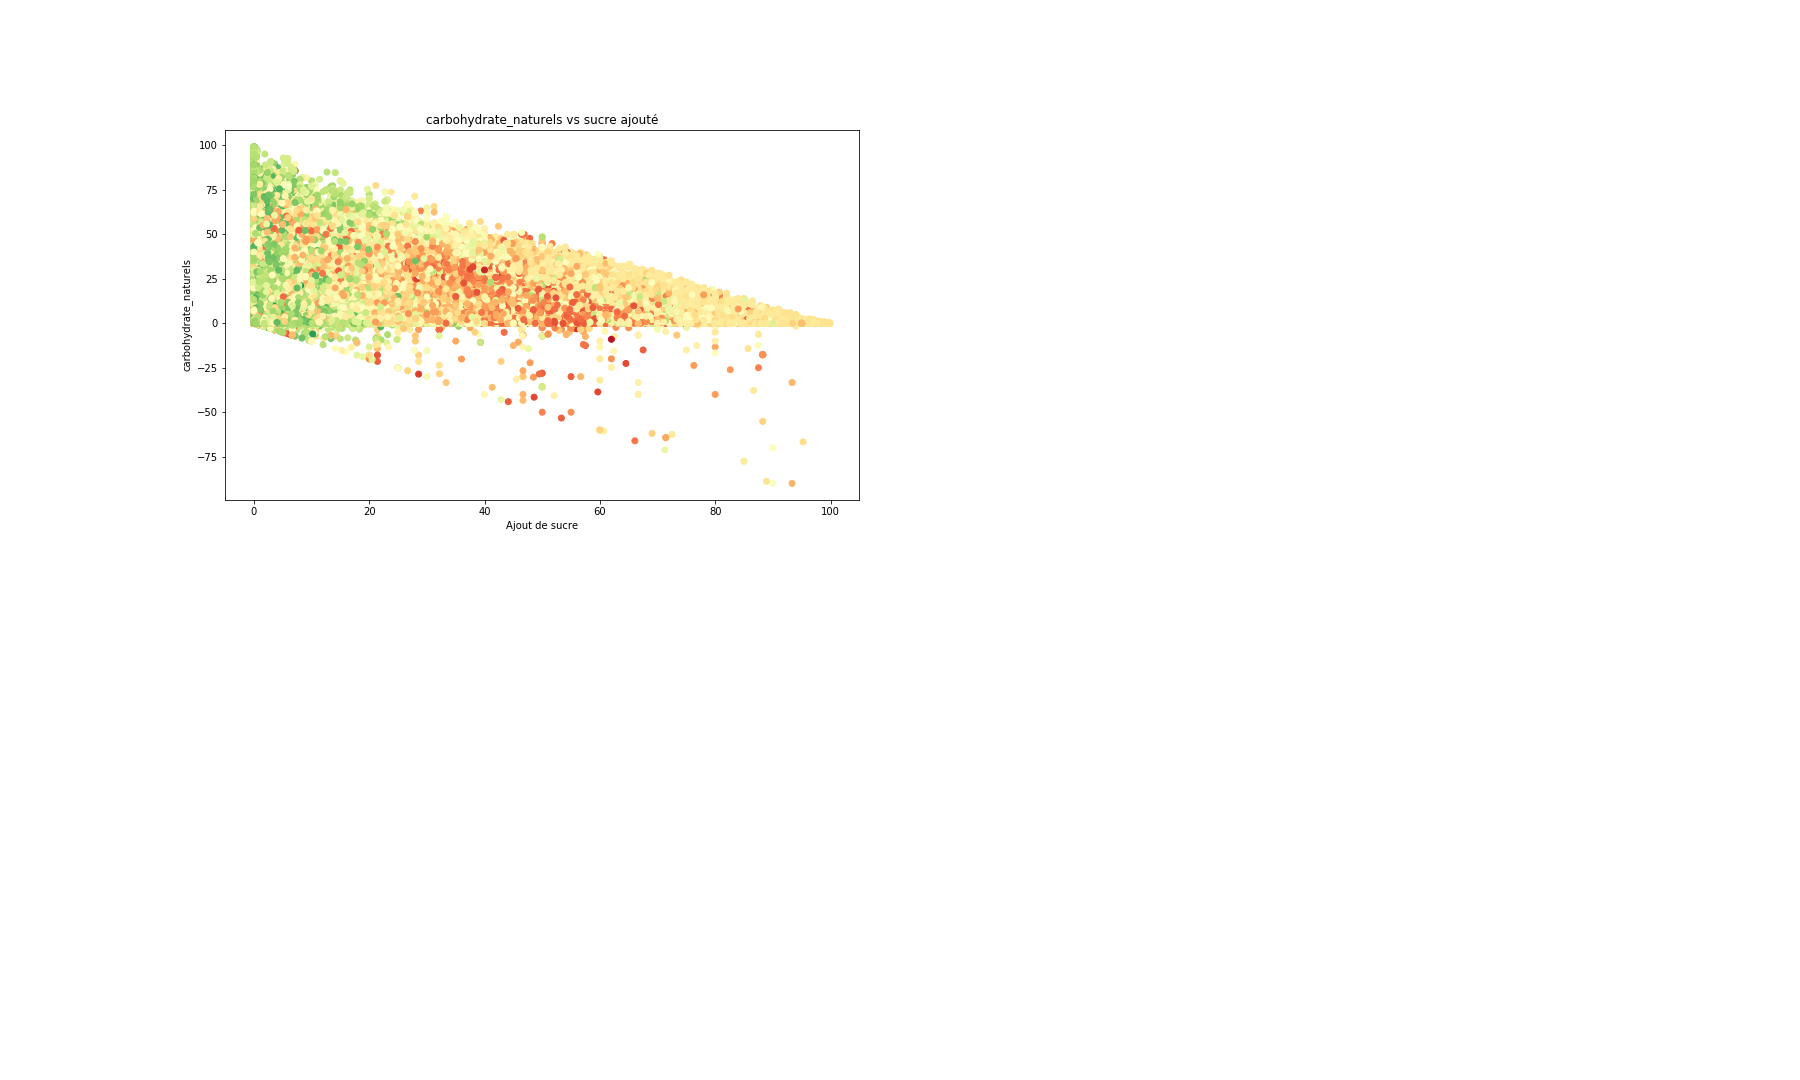 carbohydrate_naturels vs sucre ajouté
100
75
50
25
0
−25
−50
−75
carbohydrate_naturels
0 20 40 60 80 100
Ajout de sucre